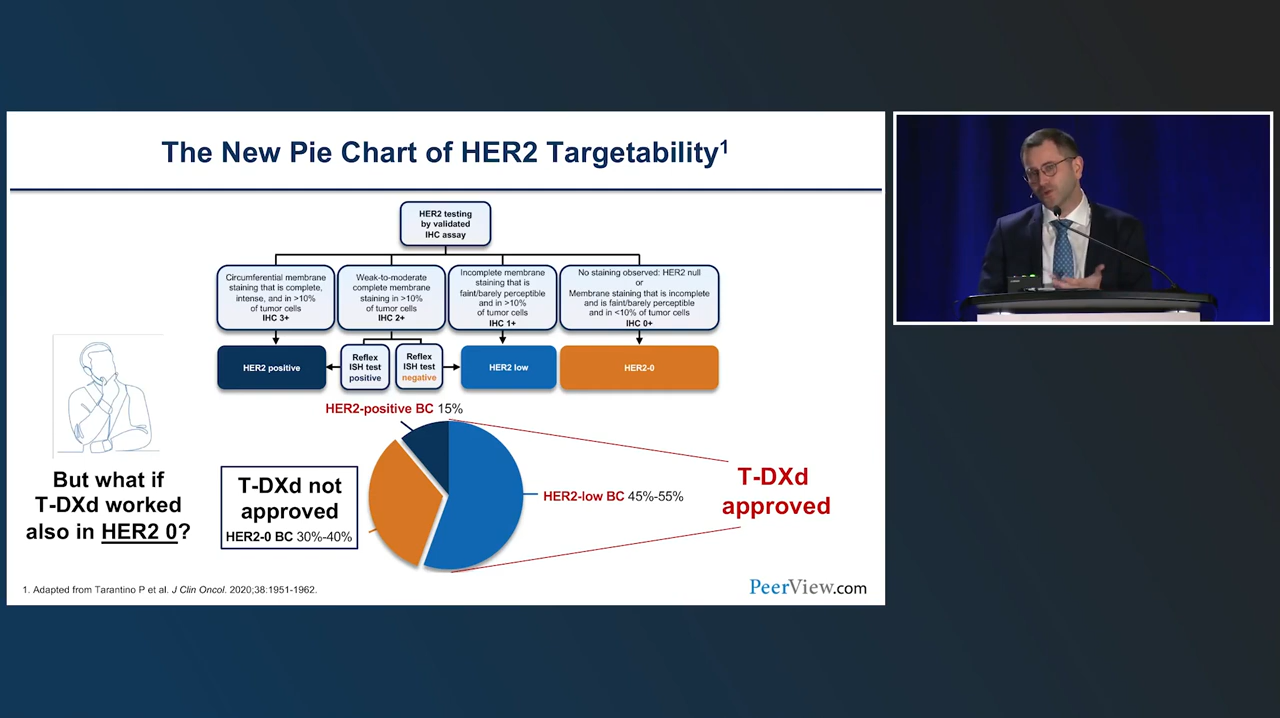 The New Pie Chart of HER2 Targetability1
HER2 testing
by validated
IHC assay
Circumferential membrane
staining that is complete,
intense, and in >10%
of tumor cells
IHC 3+
Weak-to-moderate
complete membrane
staining in >10%
of tumor cells
IHC 2+
Incomplete membrane
staining that is
faint/barely perceptible
and in >10%
of tumor cells
IHC 1+
No staining observed: HER2 null
or
Membrane staining that is incomplete
and is faint/barely perceptible
and in <10% of tumor cells
IHC 0+
HER2 positive
Reflex
ISH test
positive
Reflex
ISH test
negative
HER2 low
HER2-0
HER2-positive BC 15%
But what if
T-DXd worked
also in HER2 0?
T-DXd not
approved
HER2-0 BC 30%-40%
HER2-low BC 45%-55%
T-DXd
approved
1. Adapted from Tarantino P et al. J Clin Oncol. 2020;38:1951-1962.
PeerView.com